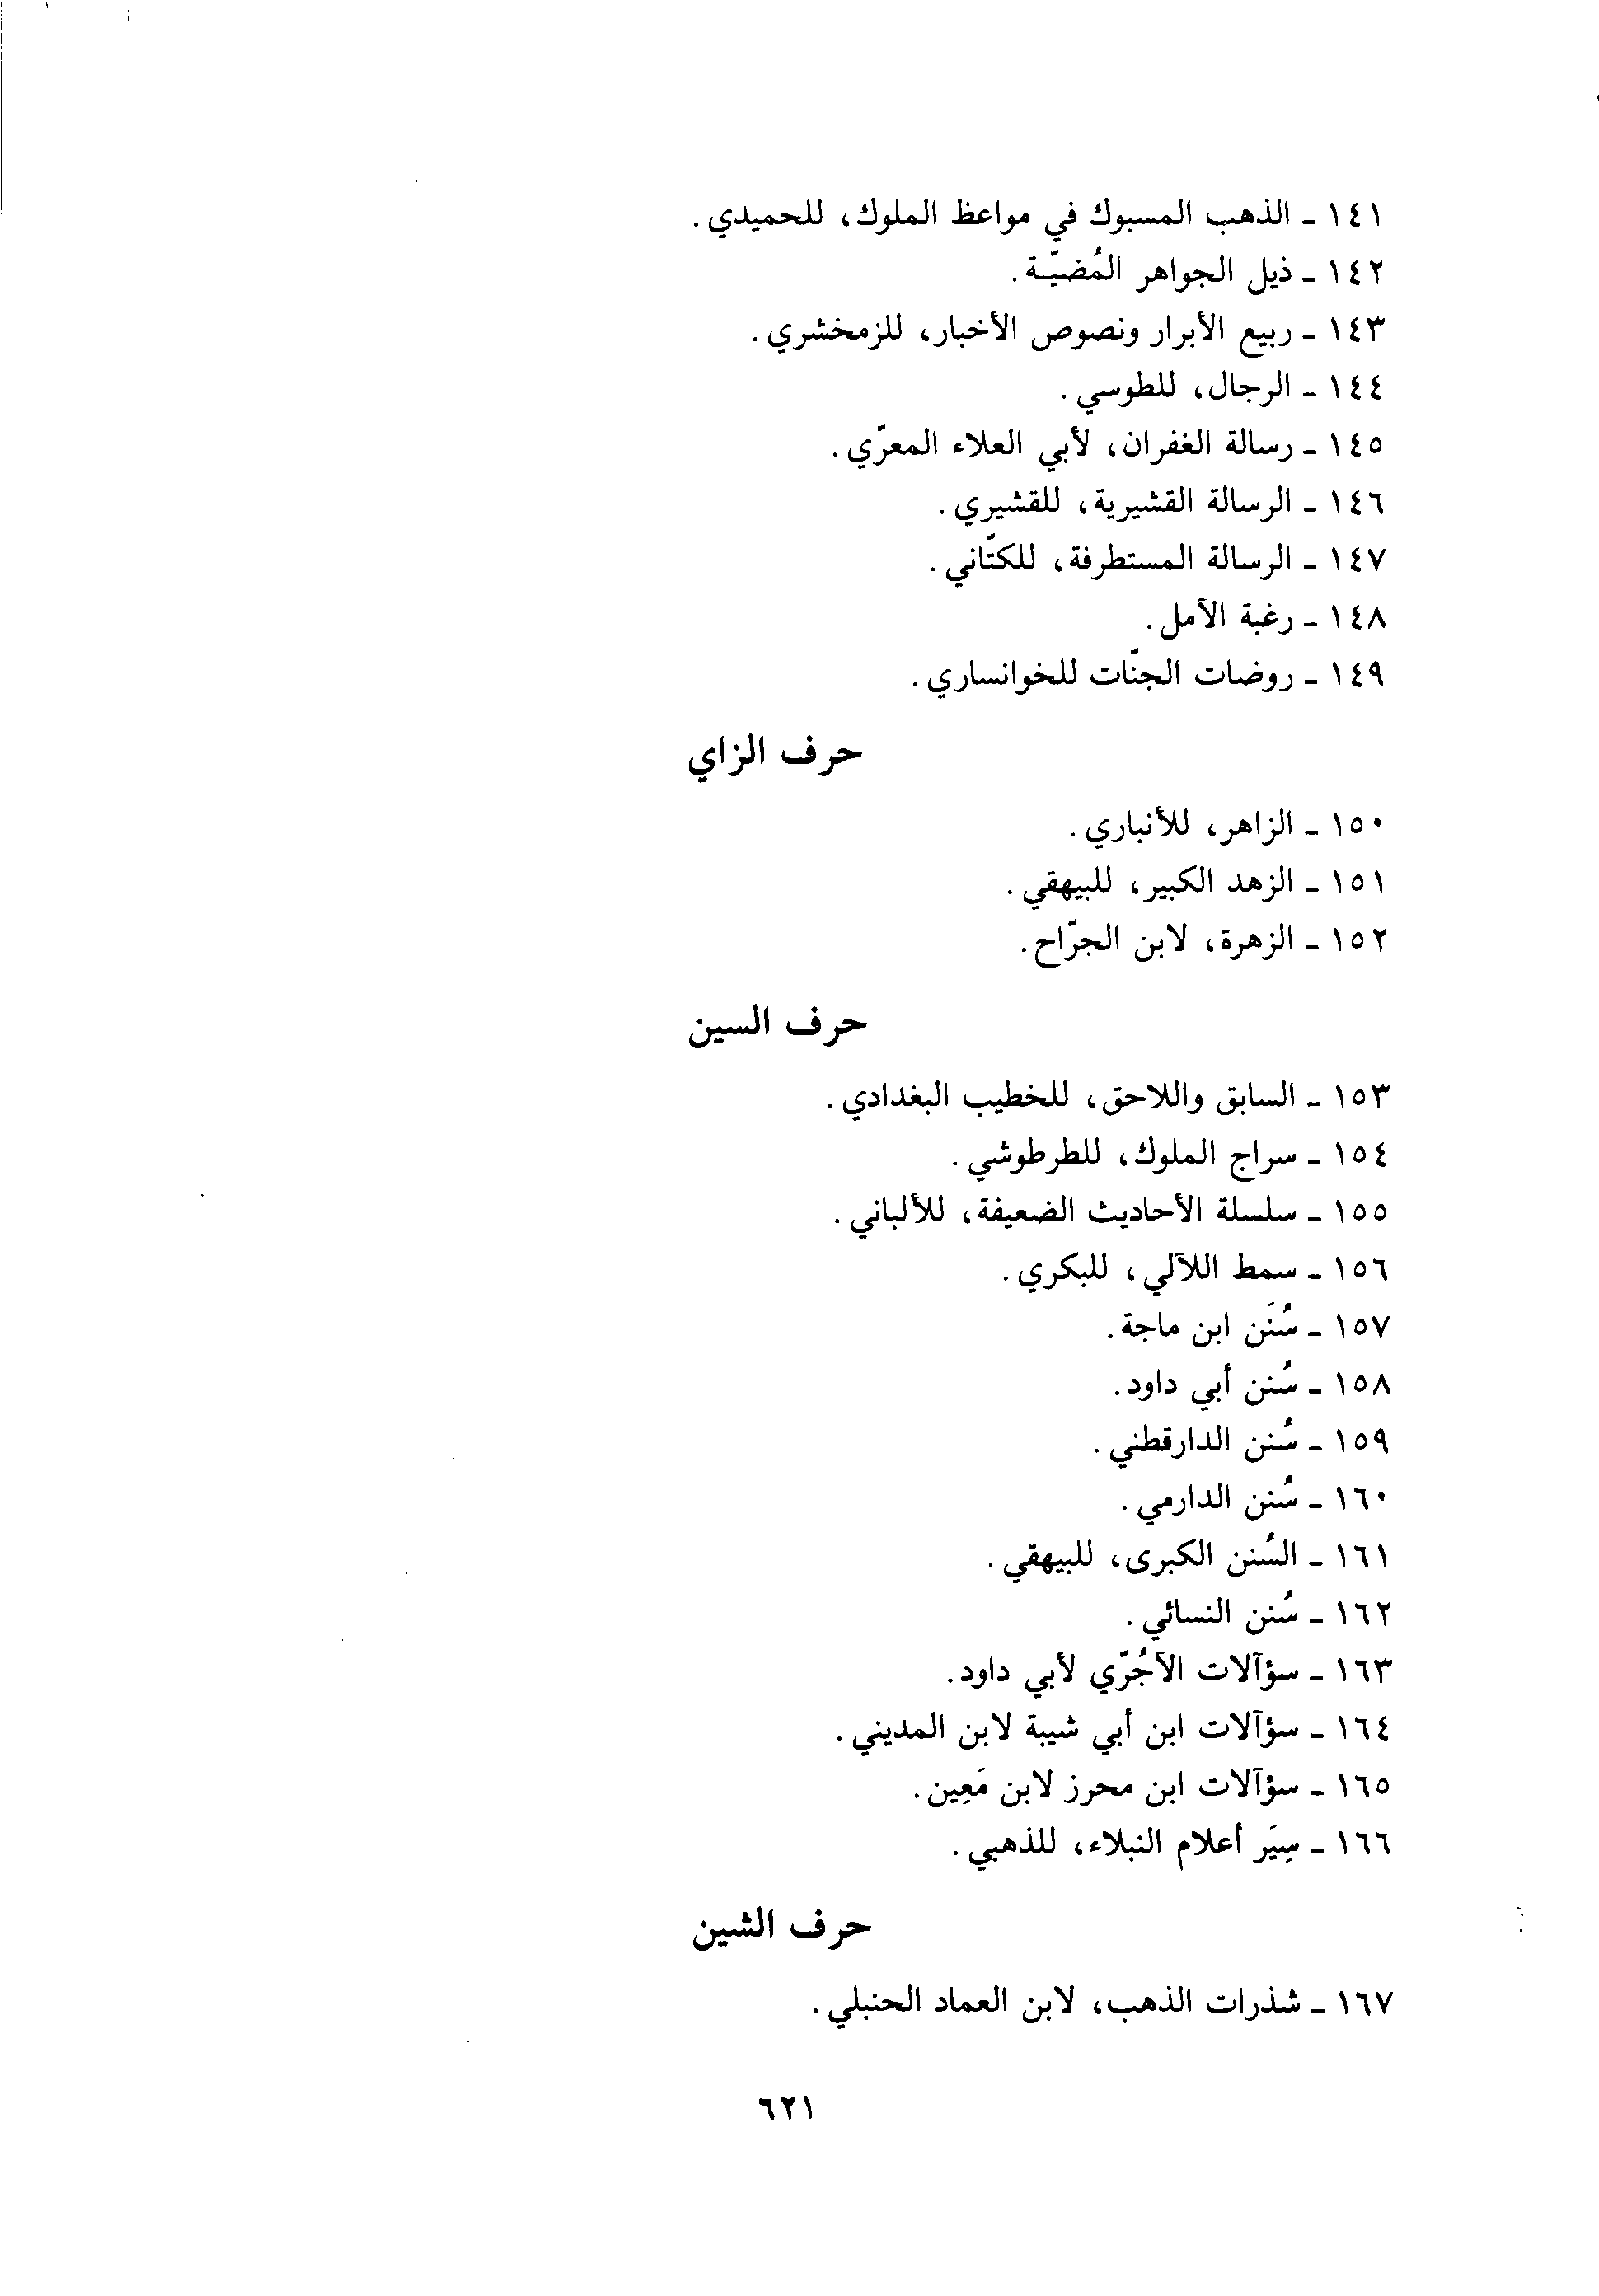 ١٤١ - الذهب المسبوك في مواعظ الملوك، للحميدي.
١٤٢ - ذيل الجواهر المُضيّـة.
١٤٣ - ربيع الأبرار ونصوص الأخبار، للزمخشري.
١٤٤ - الرجال، للطوسي.
١٤٥ - رسالة الغفران، لأبي العلاء المعرّي.
١٤٦ - الرسالة القشيرية، للقشيري.
١٤٧ - الرسالة المستطرفة، للكتّاني.
١٤٨ - رغبة الآمل.
١٤٩ - روضات الجنّات للخوانساري.
حرف الزاي
١٥٠ - الزاهر، للأنباري.
١٥١ - الزهد الكبير، للبيهقي.
١٥٢ - الزهرة، لابن الجرّاح.
حرف السين
١٥٣ - السابق واللاحق، للخطيب البغدادي.
١٥٤ - سراج الملوك، للطرطوشي.
١٥٥ - سلسلة الأحاديث الضعيفة، للألباني.
١٥٦ - سمط اللآلي، للبكري.
١٥٧ - سُنَن ابن ماجة.
١٥٨ - سُنن أبي داود.
١٥٩ - سُنن الدارقطني.
١٦٠ - سُنن الدارمي.
١٦١ - السُنن الكبرى، للبيهقي.
١٦٢ - سُنن النسائي.
١٦٣ - سؤآلات الآجُرّي لأبي داود.
١٦٤ - سؤآلات ابن أبي شيبة لابن المديني.
١٦٥ - سؤآلات ابن محرز لابن مَعِين.
١٦٦ - سِيَر أعلام النبلاء، للذهبي.
حرف الشين
١٦٧ - شذرات الذهب، لابن العماد الحنبلي.
٦٢١